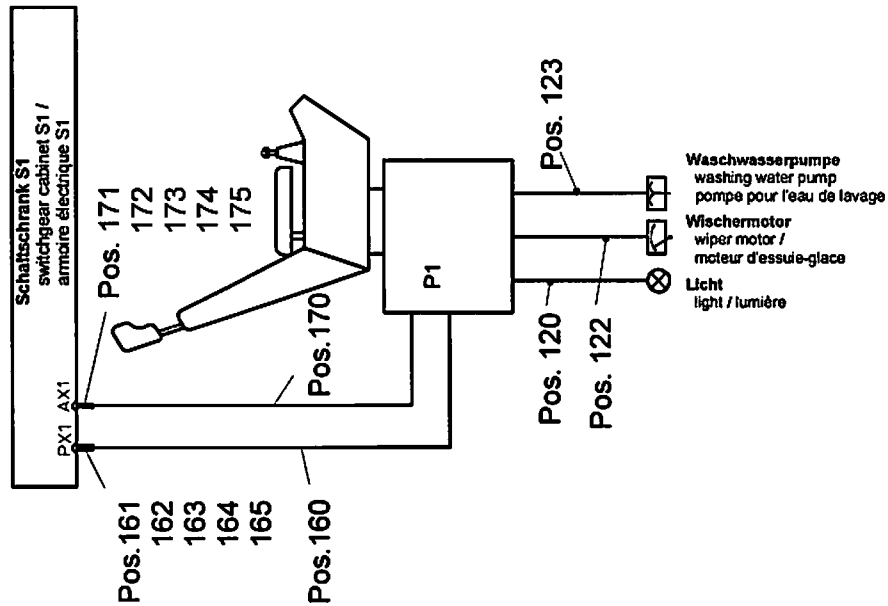 Schaltschrank S1
switchgear cabinet S1 /
armoire électrique S1
PX1
AX1
Pos. 171
172
173
174
175
Pos.161
162
163
164
165
Pos.170
Pos.160
P1
Pos. 123
Pos. 120
Pos. 122
Waschwasserpumpe
washing water pump
pompe pour l'eau de lavage
Wischermotor
wiper motor /
moteur d'essuie-glace
Licht
light / lumière